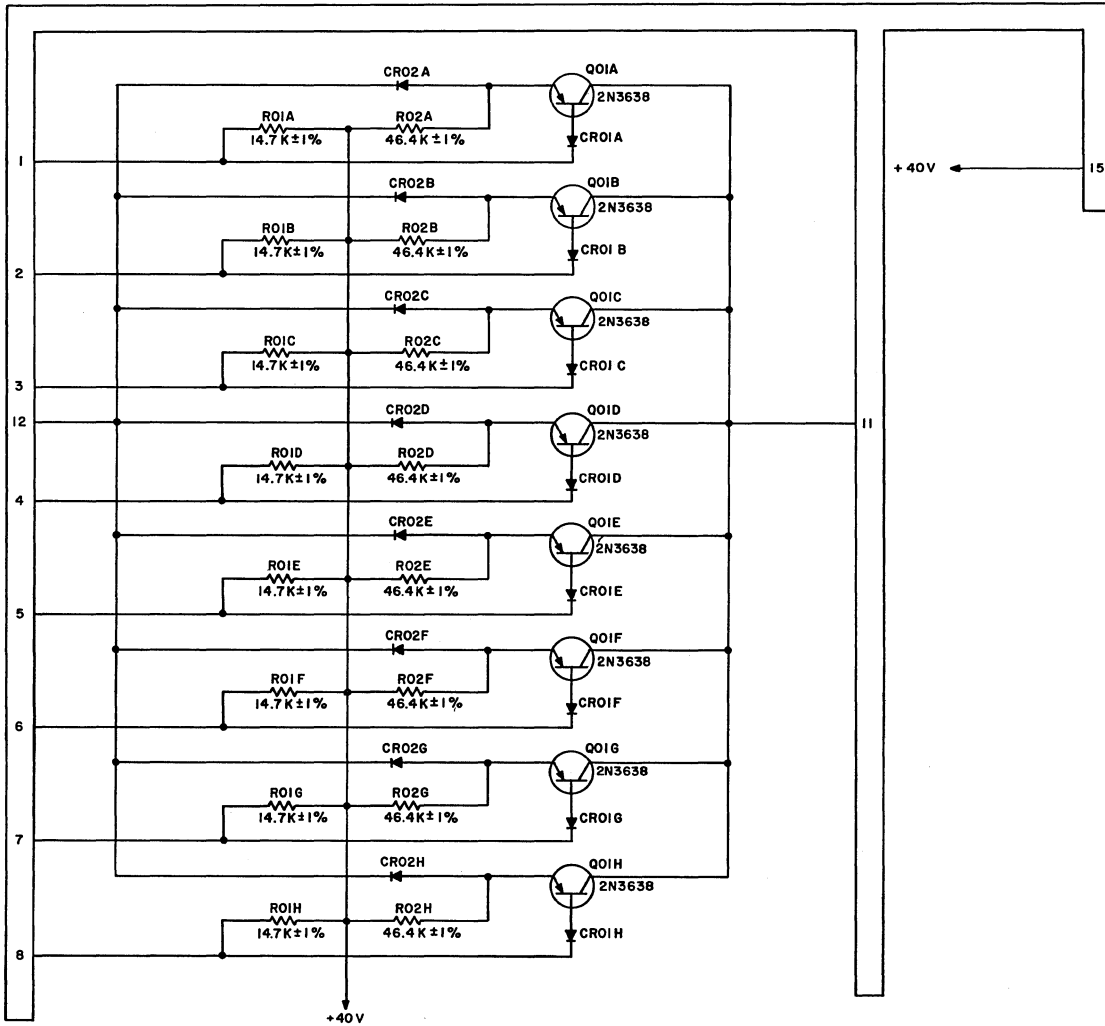 CR02A
Q01A
2N3638
R01A
14.7K±1%
R02A
46.4K±1%
CR01A
1
+40V
15
CR02B
Q01B
2N3638
R01B
14.7K±1%
R02B
46.4K±1%
CR01B
2
CR02C
Q01C
2N3638
R01C
14.7K±1%
R02C
46.4K±1%
CR01C
3
12
CR02D
Q01D
2N3638
11
R01D
14.7K±1%
R02D
46.4K±1%
CR01D
4
CR02E
Q01E
2N3638
R01E
14.7K±1%
R02E
46.4K±1%
CR01E
5
CR02F
Q01F
2N3638
R01F
14.7K±1%
R02F
46.4K±1%
CR01F
6
CR02G
Q01G
2N3638
R01G
14.7K±1%
R02G
46.4K±1%
CR01G
7
CR02H
Q01H
2N3638
R01H
14.7K±1%
R02H
46.4K±1%
CR01H
8
+40V